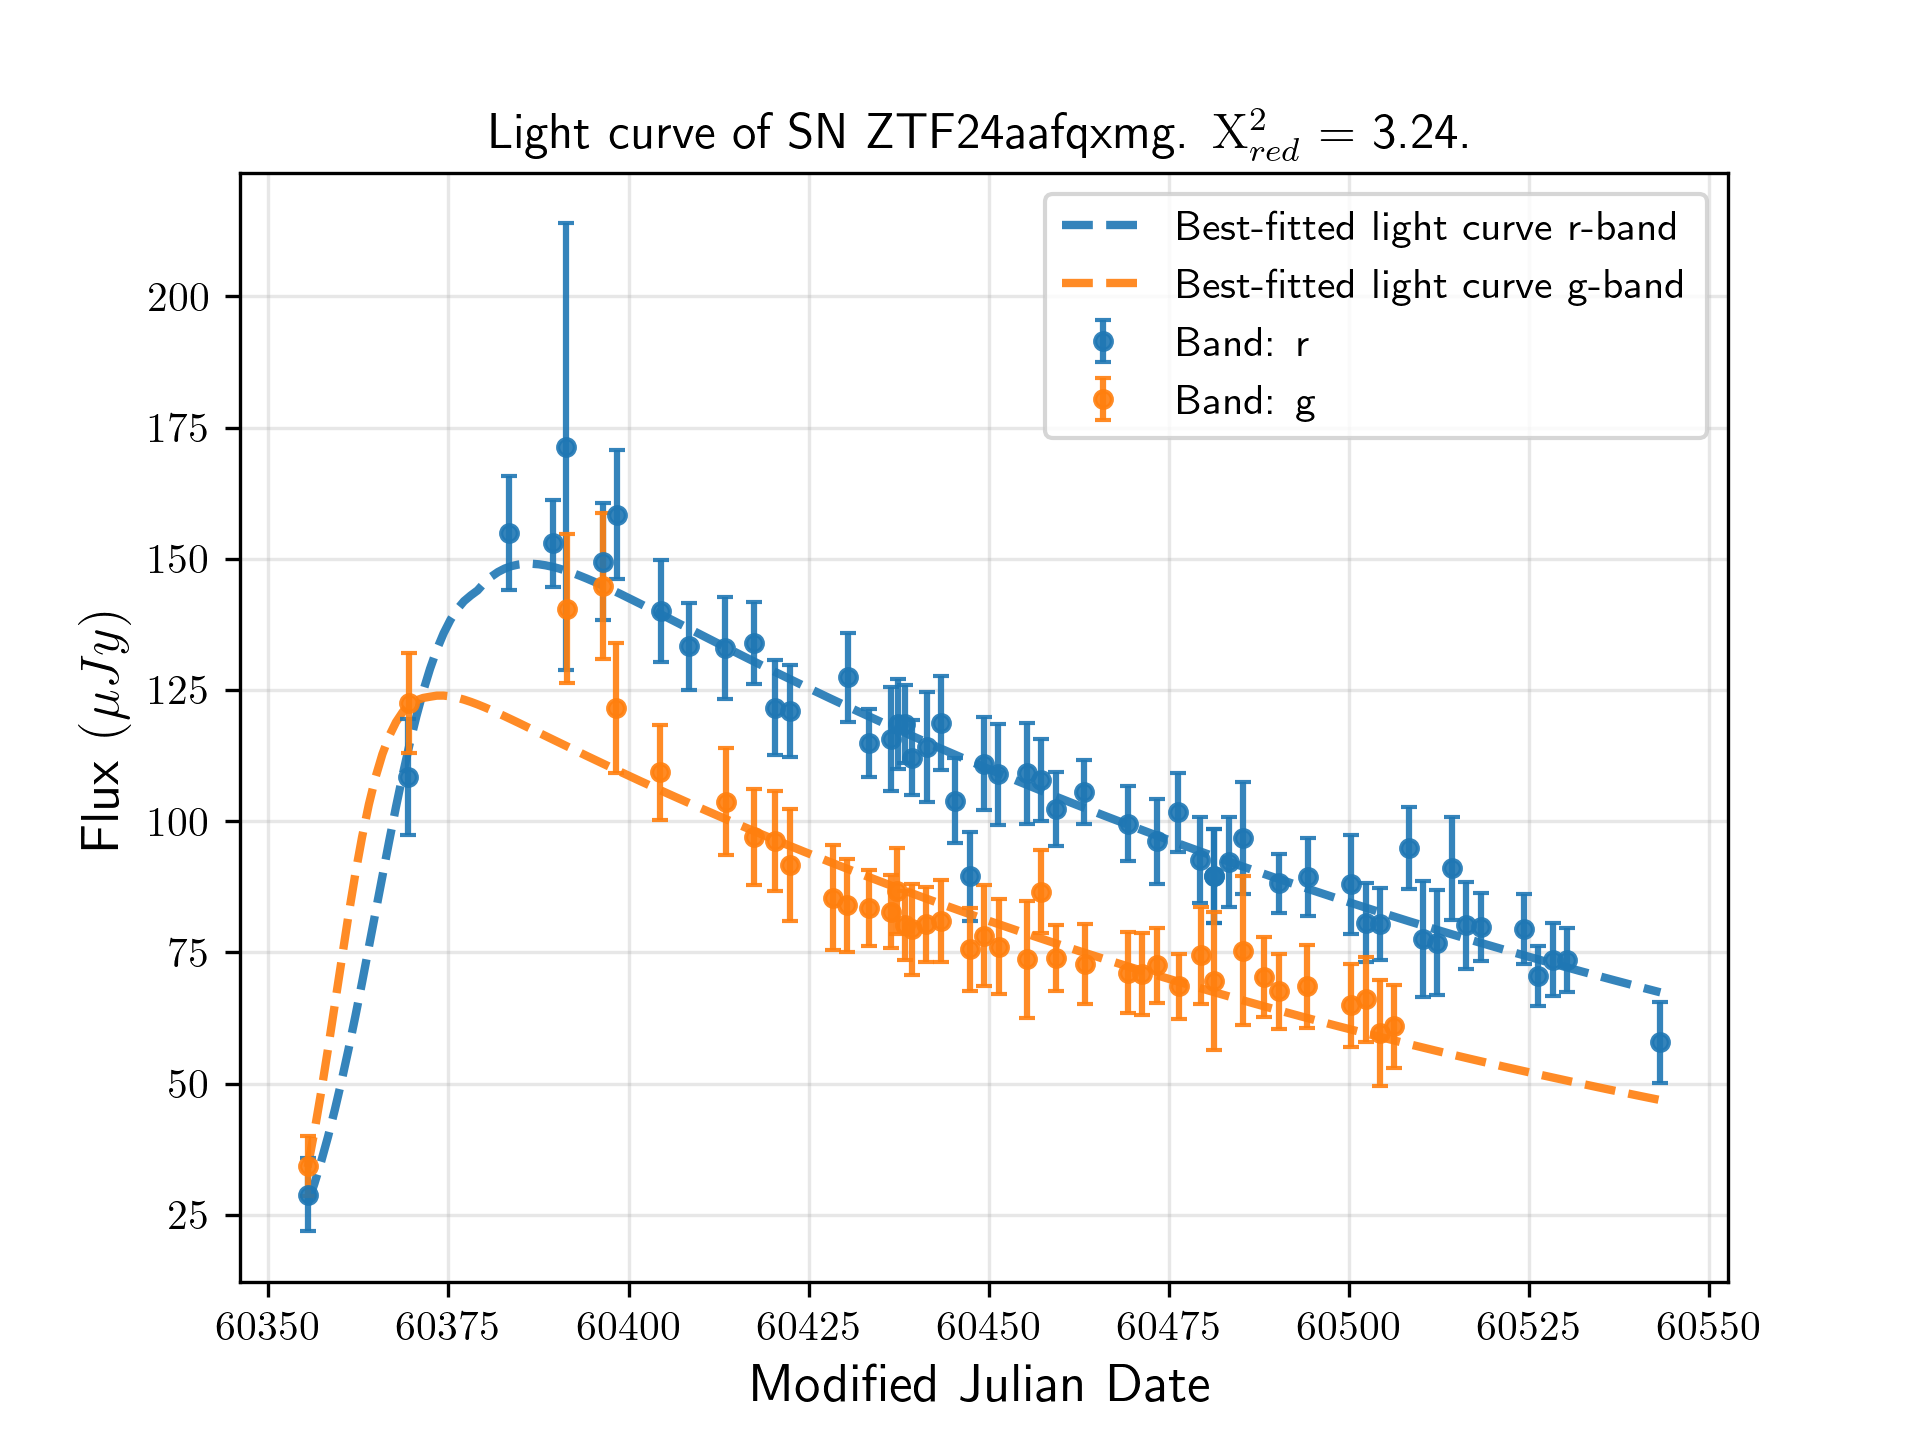 Light curve of SN ZTF24aafqxmg. X²red = 3.24.
Best-fitted light curve r-band
Best-fitted light curve g-band
Band: r
Band: g
Flux (μJy)
200
175
150
125
100
75
50
25
60350 60375 60400 60425 60450 60475 60500 60525 60550
Modified Julian Date